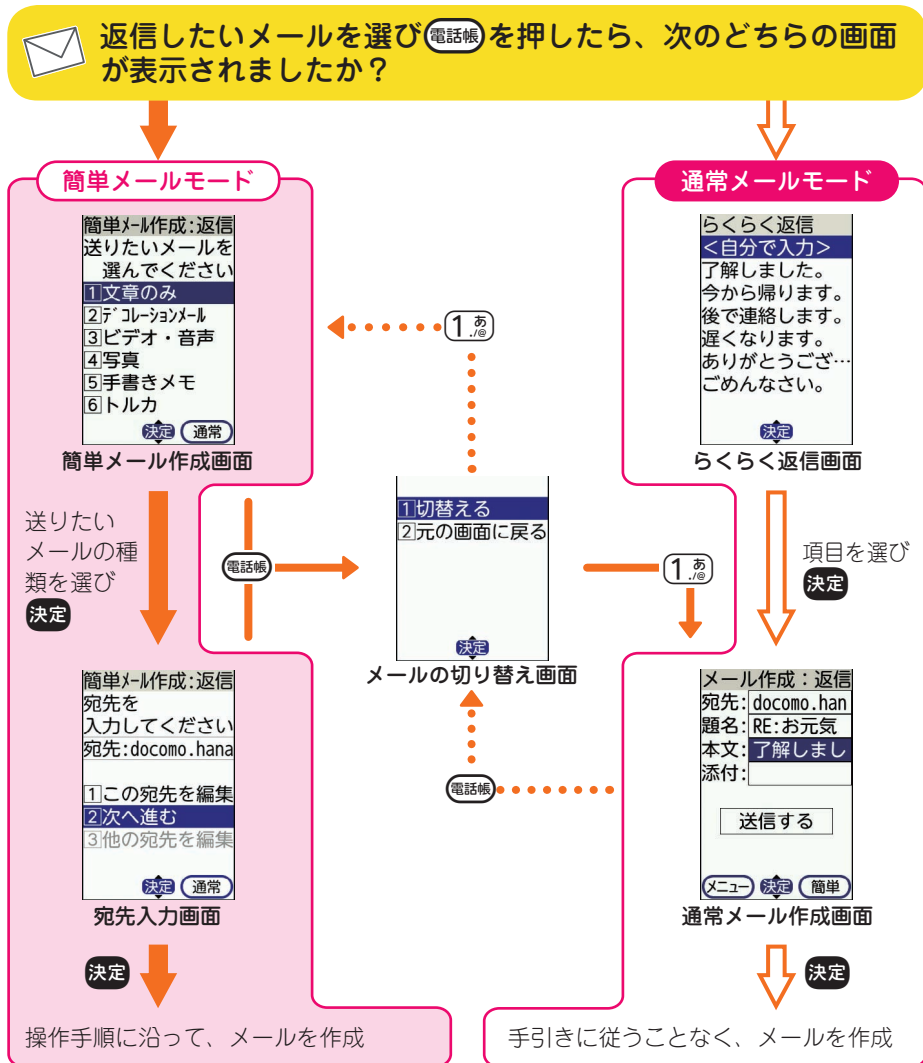 返信したいメールを選び電話帳を押したら、次のどちらの画面
が表示されましたか?
簡単メールモード
簡単メール作成:返信
送りたいメールを
選んでください
1文章のみ
2デコレーションメール
3ビデオ・音声
4写真
5手書きメモ
6トルカ
決定 通常
簡単メール作成画面
送りたい
メールの種
類を選び
決定
簡単メール作成:返信
宛先を
入力してください
宛先:docomo.hana
1この宛先を編集
2次へ進む
3他の宛先を編集
決定 通常
宛先入力画面
決定
操作手順に沿って、メールを作成
1あ./@
電話帳
1切替える
2元の画面に戻る
決定
メールの切り替え画面
1あ./@
電話帳
通常メールモード
らくらく返信
<自分で入力>
了解しました。
今から帰ります。
後で連絡します。
遅くなります。
ありがとうござ…
ごめんなさい。
決定
らくらく返信画面
項目を選び
決定
メール作成:返信
宛先:docomo.han
題名:RE:お元気
本文:了解しまし
添付:
送信する
メニュー 決定 簡単
通常メール作成画面
決定
手引きに従うことなく、メールを作成